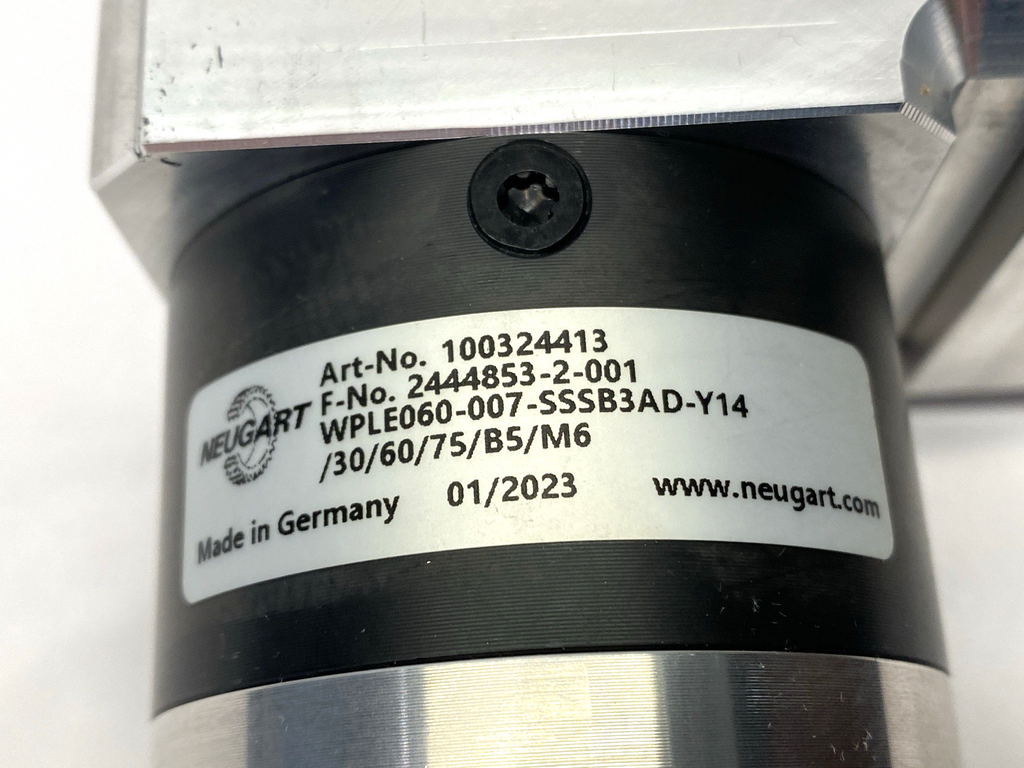 Art-No. 100324413
F-No. 2444853-2-001
WPLE060-007-SSSB3AD-Y14
/30/60/75/B5/M6
NEUGART
Made in Germany 01/2023 www.neugart.com